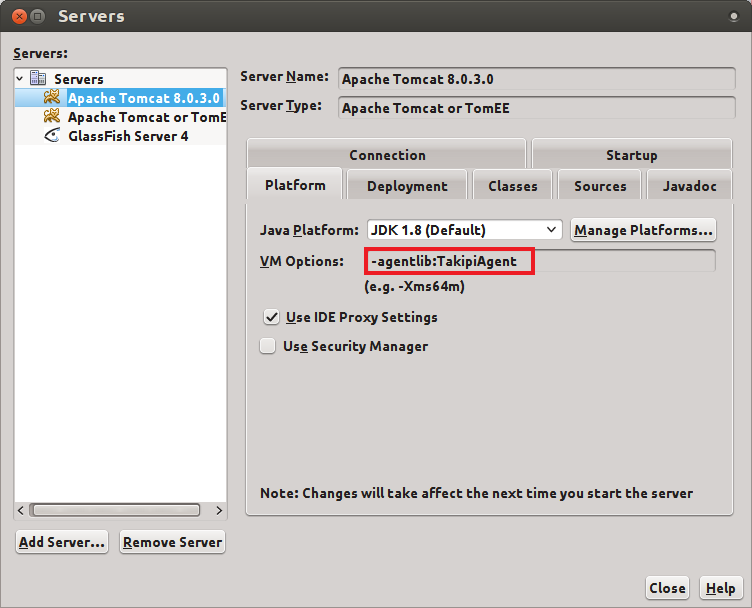 Servers
Servers:
Servers
Apache Tomcat 8.0.3.0
Apache Tomcat or TomE
GlassFish Server 4
Add Server...
Remove Server
Server Name:
Apache Tomcat 8.0.3.0
Server Type:
Apache Tomcat or TomEE
Connection
Startup
Platform
Deployment
Classes
Sources
Javadoc
Java Platform:
JDK 1.8 (Default)
Manage Platforms...
VM Options:
-agentlib:TakipiAgent
(e.g. -Xms64m)
Use IDE Proxy Settings
Use Security Manager
Note: Changes will take affect the next time you start the server
Close
Help